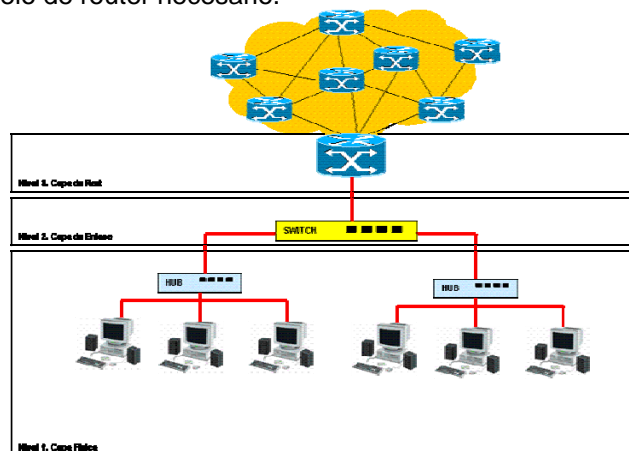 elo de router necesario.
Nivel 3. Capa de Red
SWITCH
Nivel 2. Capa de Enlace
HUB
HUB
Nivel 1. Capa Física